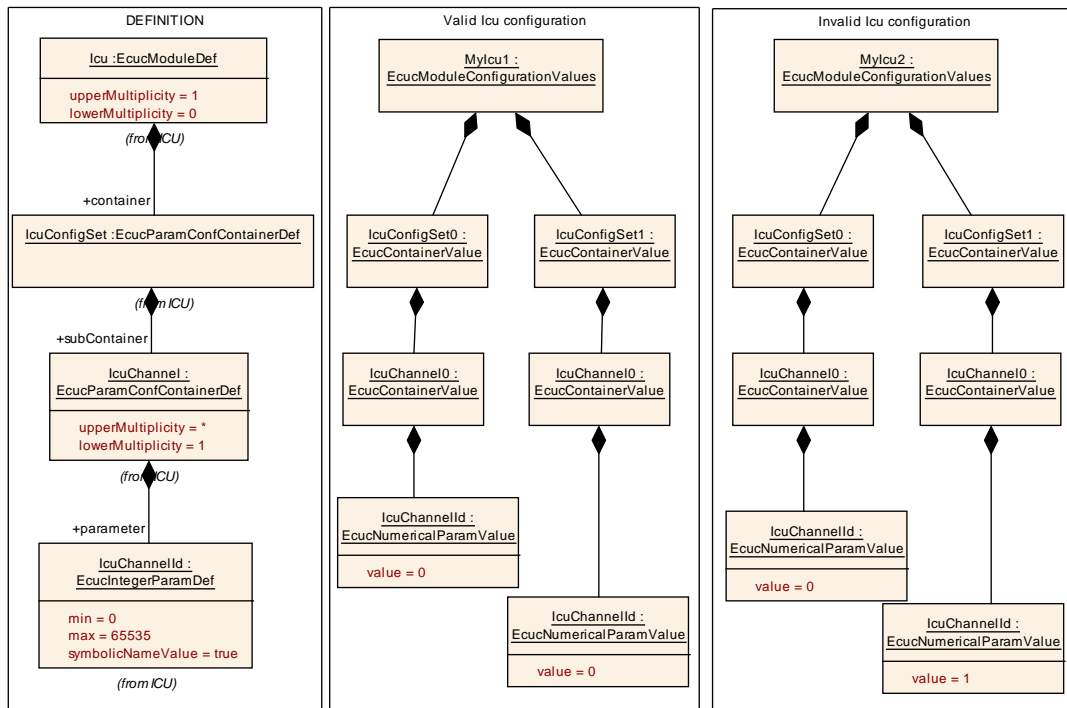 DEFINITION
Icu :EcucModuleDef
upperMultiplicity = 1
lowerMultiplicity = 0
(from ICU)
+container
IcuConfigSet :EcucParamConfContainerDef
(from ICU)
+subContainer
IcuChannel :
EcucParamConfContainerDef
upperMultiplicity = *
lowerMultiplicity = 1
(from ICU)
+parameter
IcuChannelId :
EcucIntegerParamDef
min = 0
max = 65535
symbolicNameValue = true
(from ICU)
Valid Icu configuration
MyIcu1 :
EcucModuleConfigurationValues
IcuConfigSet0 :
EcucContainerValue
IcuConfigSet1 :
EcucContainerValue
IcuChannel0 :
EcucContainerValue
IcuChannel0 :
EcucContainerValue
IcuChannelId :
EcucNumericalParamValue
value = 0
IcuChannelId :
EcucNumericalParamValue
value = 0
Invalid Icu configuration
MyIcu2 :
EcucModuleConfigurationValues
IcuConfigSet0 :
EcucContainerValue
IcuConfigSet1 :
EcucContainerValue
IcuChannel0 :
EcucContainerValue
IcuChannel0 :
EcucContainerValue
IcuChannelId :
EcucNumericalParamValue
value = 0
IcuChannelId :
EcucNumericalParamValue
value = 1